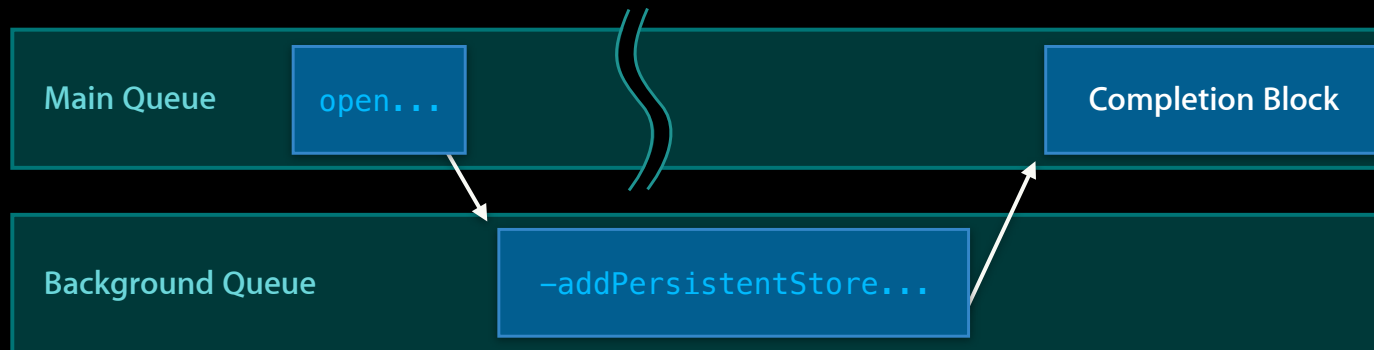 Main Queue
open...
Completion Block
Background Queue
–addPersistentStore...